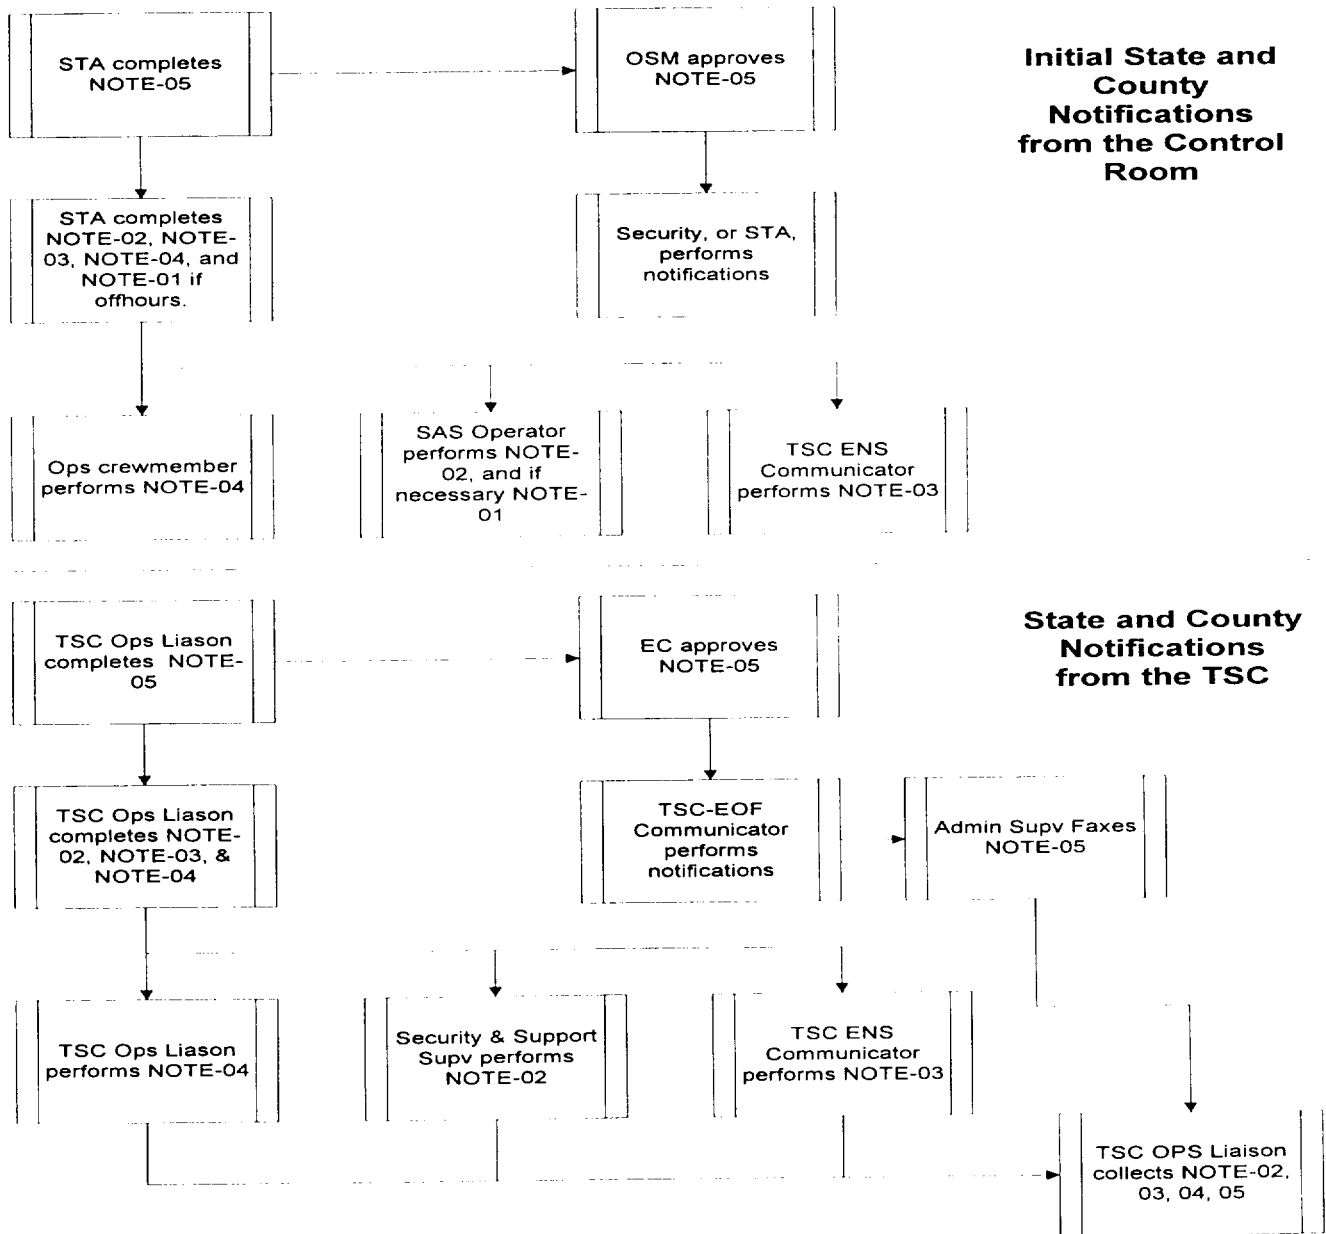 STA completes
NOTE-05
OSM approves
NOTE-05
Initial State and
County
Notifications
from the Control
Room
STA completes
NOTE-02, NOTE-
03, NOTE-04, and
NOTE-01 if
offhours.
Security, or STA,
performs
notifications
Ops crewmember
performs NOTE-04
SAS Operator
performs NOTE-
02, and if
necessary NOTE-
01
TSC ENS
Communicator
performs NOTE-03
TSC Ops Liason
completes NOTE-
05
EC approves
NOTE-05
State and County
Notifications
from the TSC
TSC Ops Liason
completes NOTE-
02, NOTE-03, &
NOTE-04
TSC-EOF
Communicator
performs
notifications
Admin Supv Faxes
NOTE-05
TSC Ops Liason
performs NOTE-04
Security & Support
Supv performs
NOTE-02
TSC ENS
Communicator
performs NOTE-03
TSC OPS Liaison
collects NOTE-02,
03, 04, 05